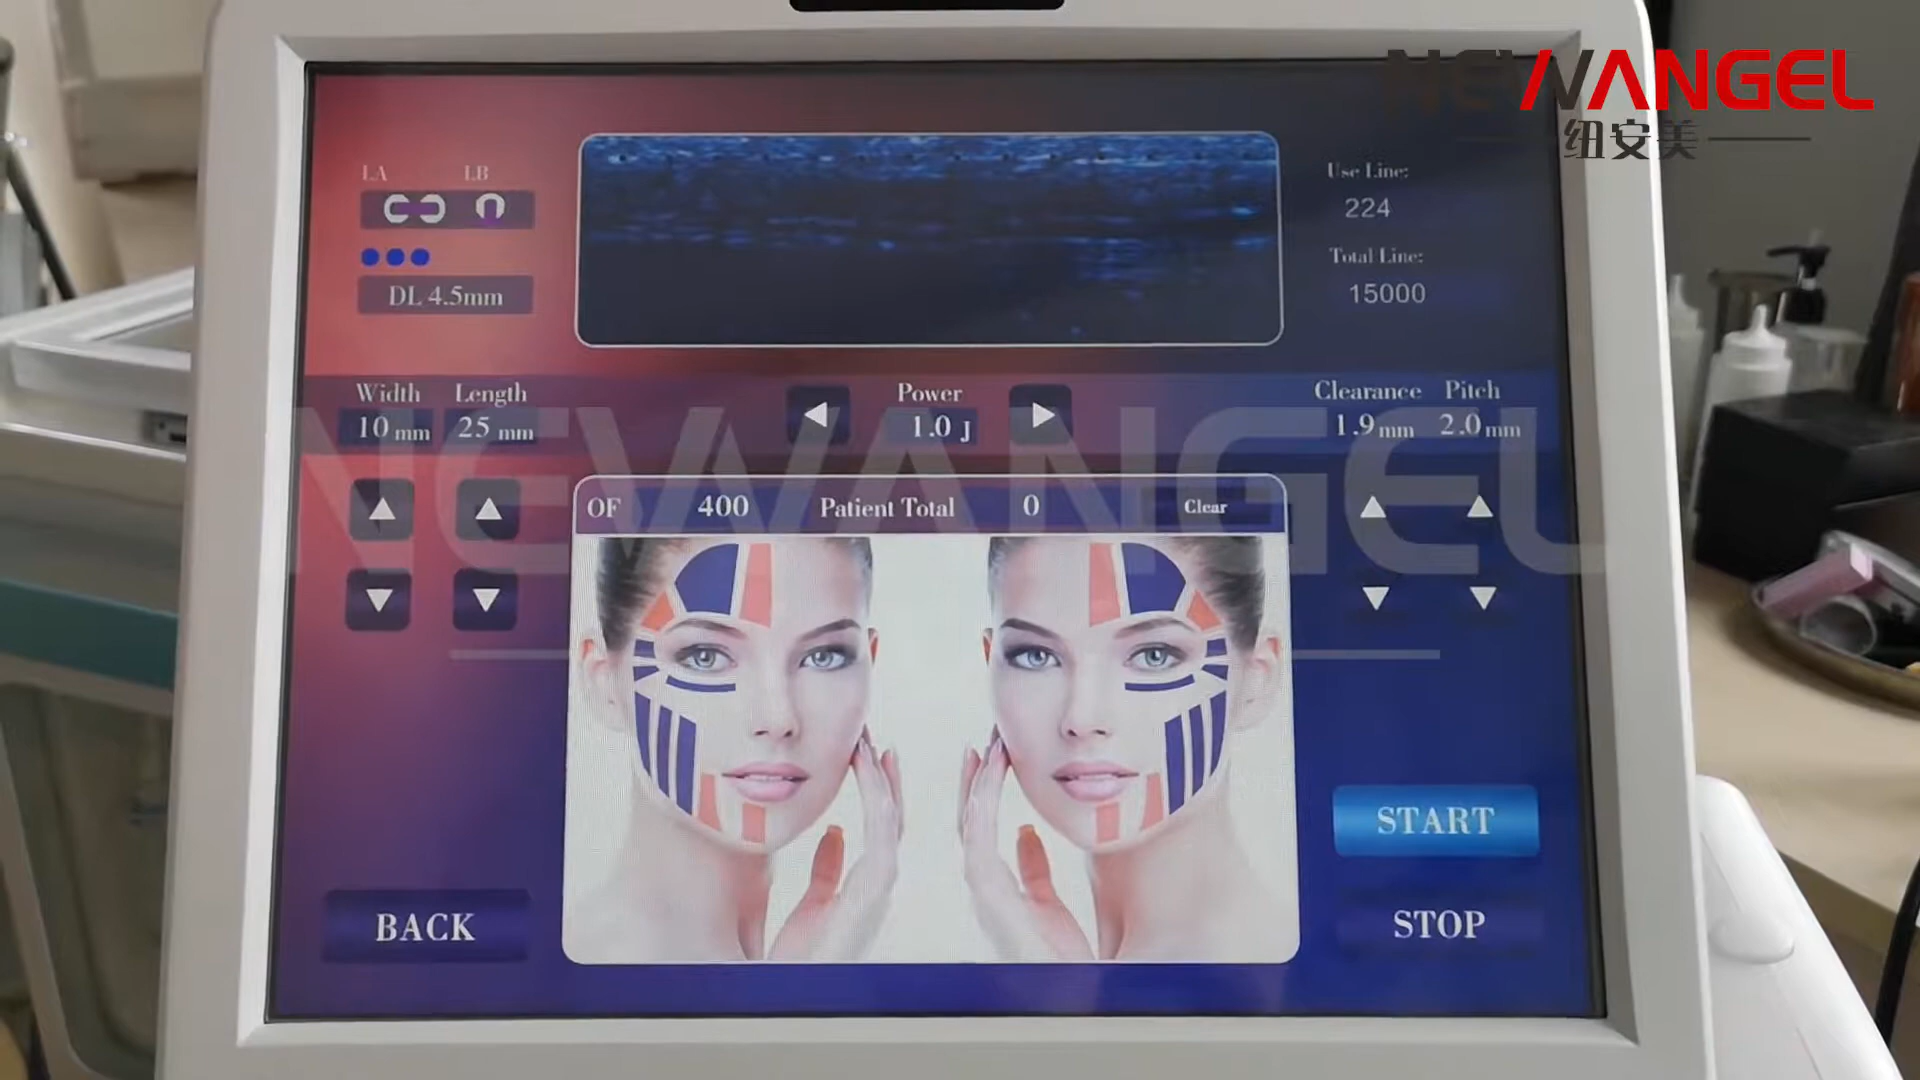 NEWANGEL
纽安美
LA LB
DL 4.5mm
Use Line:
224
Total Line:
15000
Width Length
10 mm 25 mm
Power
1.0 J
Clearance Pitch
1.9 mm 2.0 mm
NEWANGEL
OF 400 Patient Total 0 Clear
START
BACK
STOP